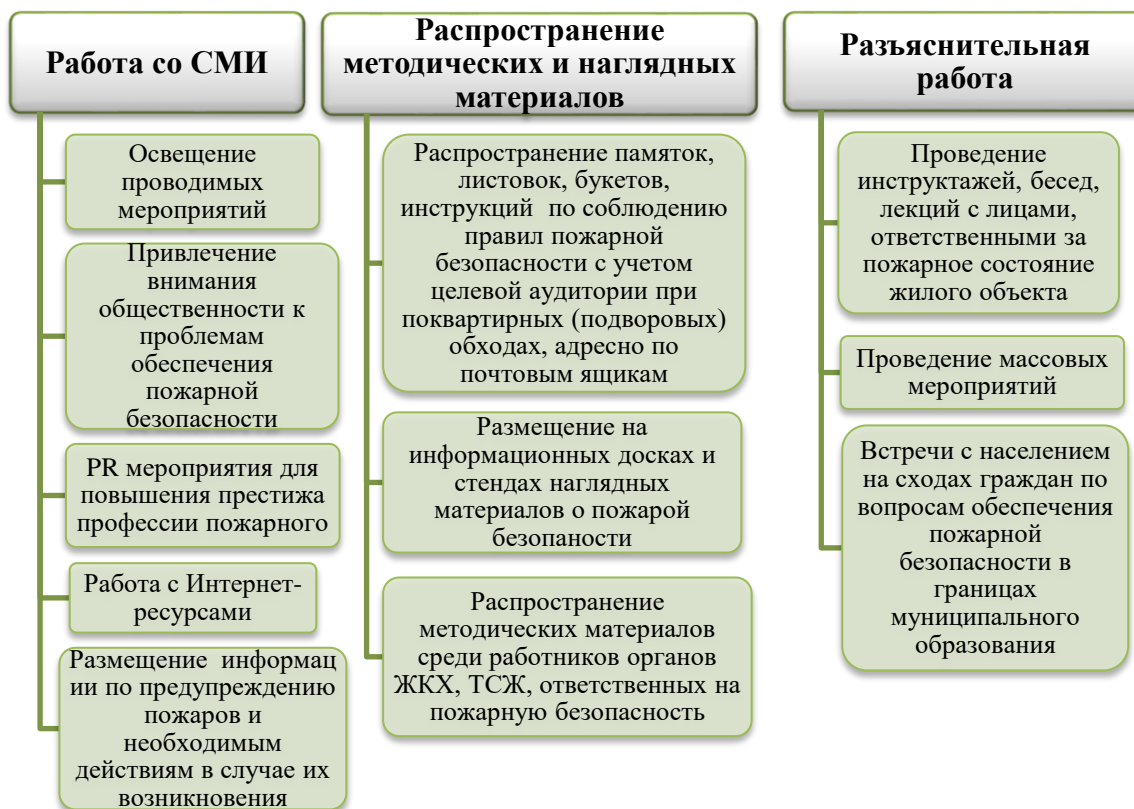 Работа со СМИ
Освещение
проводимых
мероприятий
Привлечение
внимания
общественности к
проблемам
обеспечения
пожарной
безопасности
PR мероприятия для
повышения престижа
профессии пожарного
Работа с Интернет-
ресурсами
Размещение информац
ии по предупреждению
пожаров и
необходимым
действиям в случае их
возникновения
Распространение
методических и наглядных
материалов
Распространение памяток,
листовок, букетов,
инструкций по соблюдению
правил пожарной
безопасности с учетом
целевой аудитории при
поквартирных (подворовых)
обходах, адресно по
почтовым ящикам
Размещение на
информационных досках и
стендах наглядных
материалов о пожарой
безопаности
Распространение
методических материалов
среди работников органов
ЖКХ, ТСЖ, ответственных на
пожарную безопасность
Разъяснительная
работа
Проведение
инструктажей, бесед,
лекций с лицами,
ответственными за
пожарное состояние
жилого объекта
Проведение массовых
мероприятий
Встречи с населением
на сходах граждан по
вопросам обеспечения
пожарной
безопасности в
границах
муниципального
образования